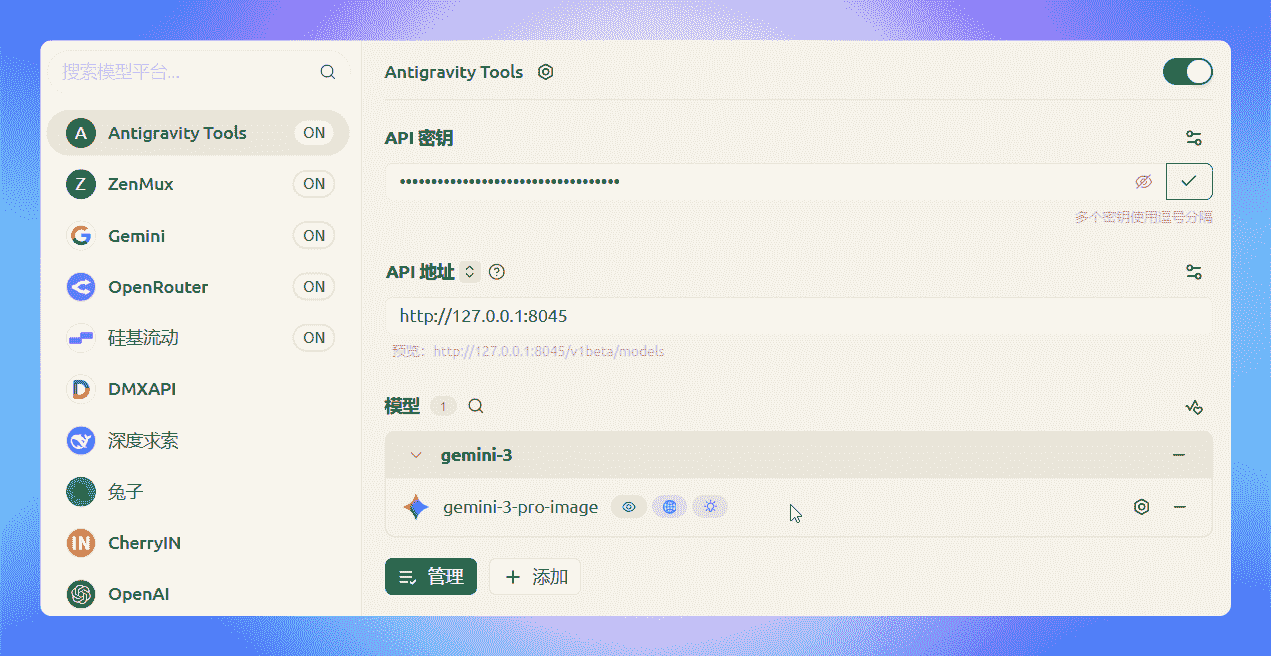 搜索模型平台...
A Antigravity Tools ON
Z ZenMux ON
Gemini ON
OpenRouter ON
硅基流动 ON
DMXAPI
深度求索
兔子
IN CherryIN
OpenAI
Antigravity Tools
API 密钥
••••••••••••••••••••••••••••••••••••
多个密钥使用逗号分隔
API 地址
http://127.0.0.1:8045
预览：http://127.0.0.1:8045/v1beta/models
模型 1
gemini-3
gemini-3-pro-image
管理 添加